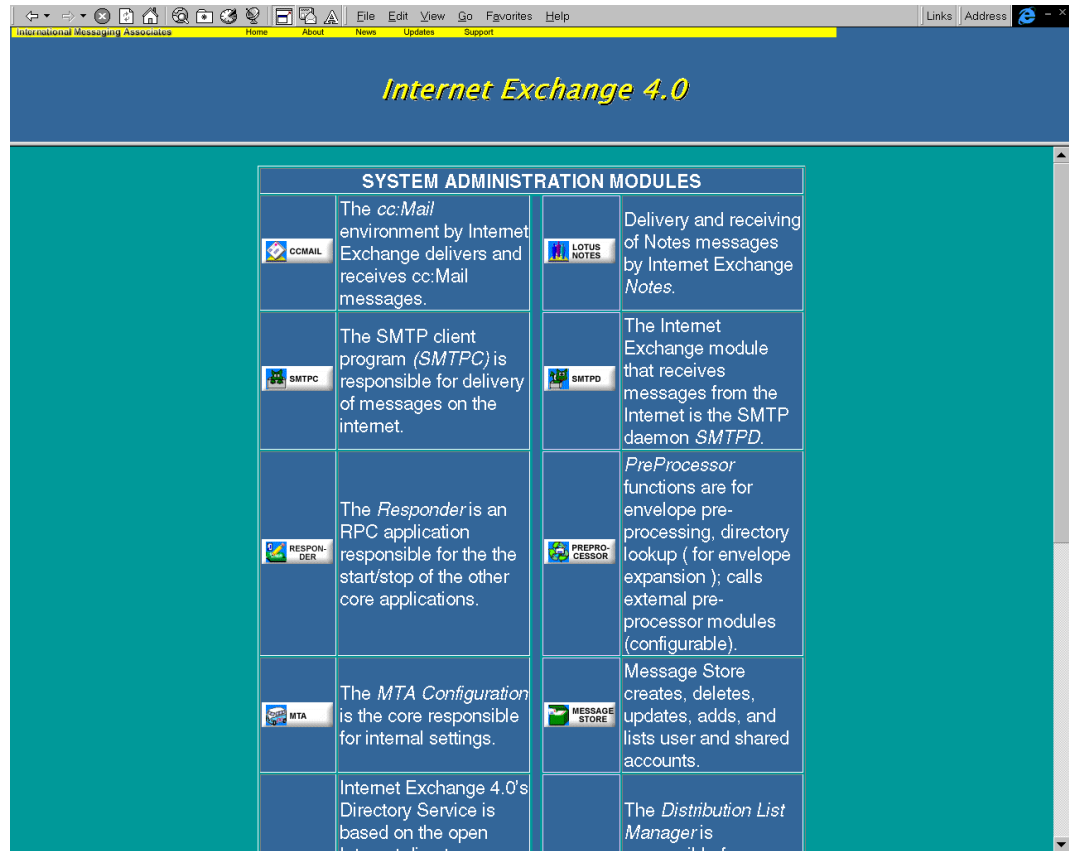 File Edit View Go Favorites Help Links Address
International Messaging Associates Home About News Updates Support
Internet Exchange 4.0
SYSTEM ADMINISTRATION MODULES
CCMAIL
The cc:Mail
environment by Internet
Exchange delivers and
receives cc:Mail
messages.
LOTUS
NOTES
Delivery and receiving
of Notes messages
by Internet Exchange
Notes.
SMTPC
The SMTP client
program (SMTPC) is
responsible for delivery
of messages on the
internet.
SMTPD
The Internet
Exchange module
that receives
messages from the
Internet is the SMTP
daemon SMTPD.
RESPON-
DER
The Responder is an
RPC application
responsible for the the
start/stop of the other
core applications.
PREPRO-
CESSOR
PreProcessor
functions are for
envelope pre-
processing, directory
lookup ( for envelope
expansion ); calls
external pre-
processor modules
(configurable).
MTA
The MTA Configuration
is the core responsible
for internal settings.
MESSAGE
STORE
Message Store
creates, deletes,
updates, adds, and
lists user and shared
accounts.
Internet Exchange 4.0's
Directory Service is
based on the open
The Distribution List
Manager is